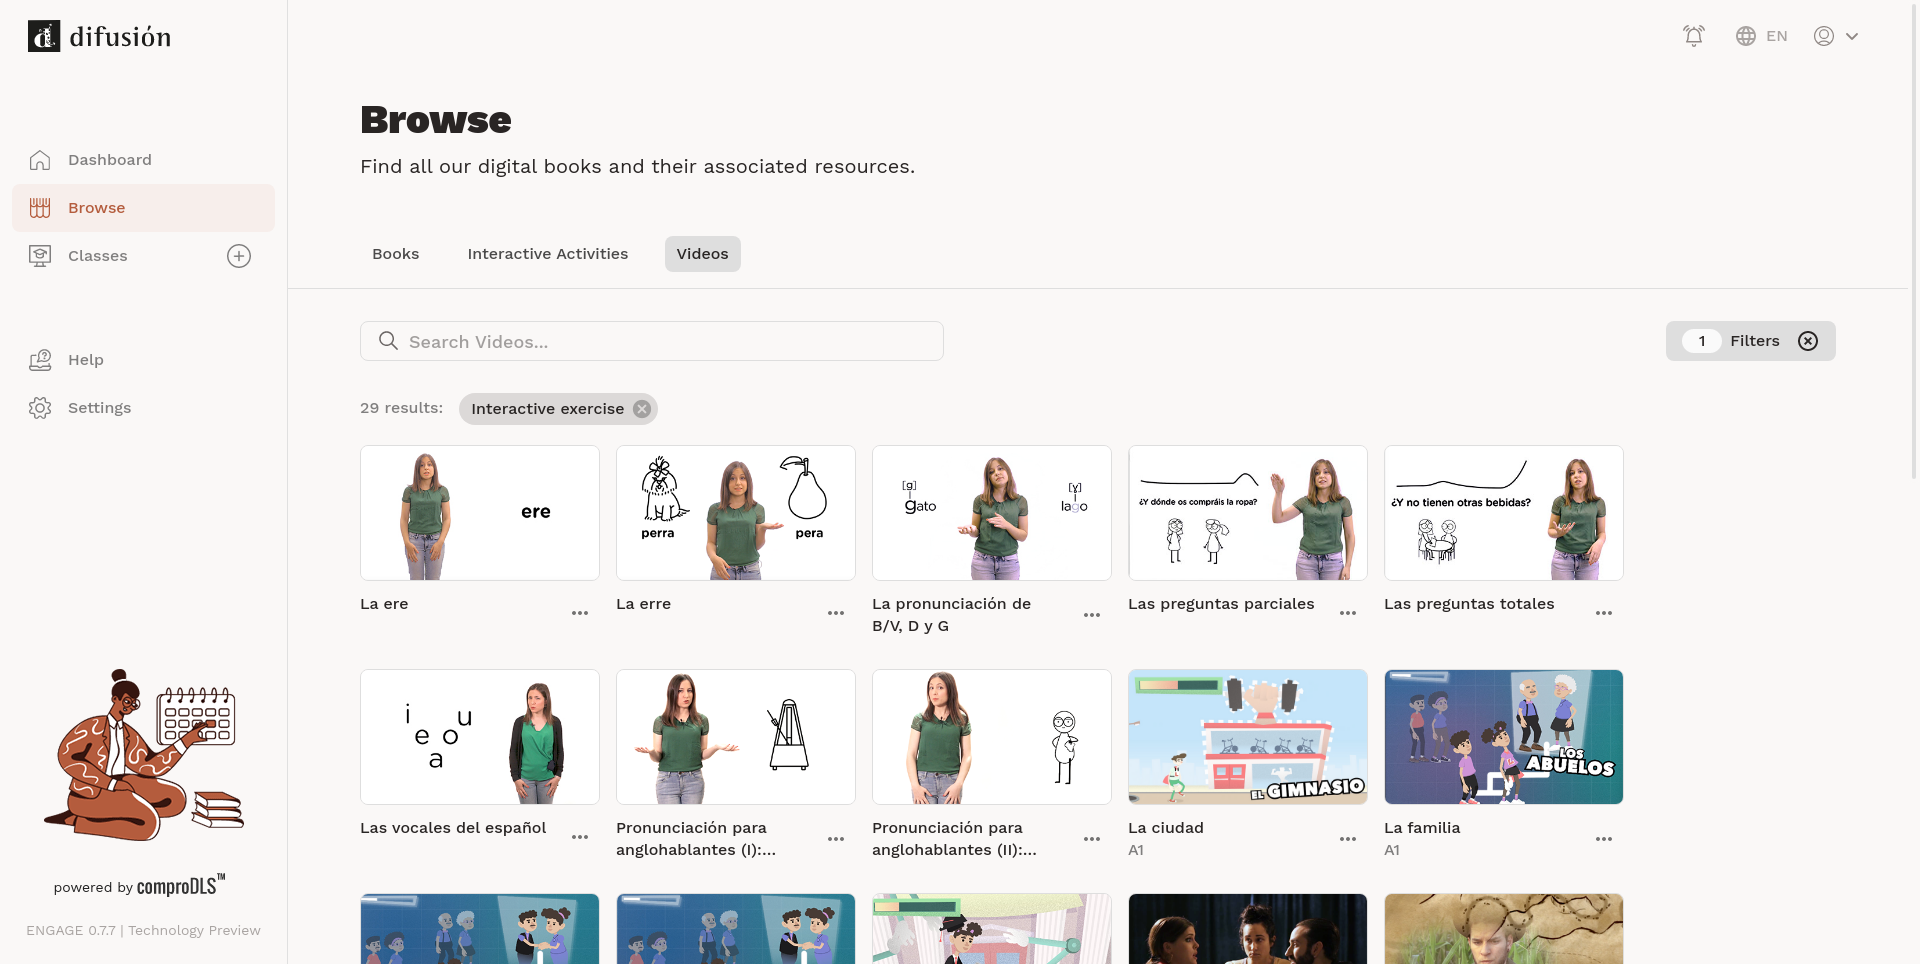 difusión
EN
Dashboard
Browse
Classes
Help
Settings
powered by comproDLS™
ENGAGE 0.7.7 | Technology Preview
Browse
Find all our digital books and their associated resources.
Books
Interactive Activities
Videos
Search Videos...
1
Filters
29 results:
Interactive exercise
ere
La ere
perra
pera
La erre
[g]
gato
[ɣ]
lago
La pronunciación de
B/V, D y G
¿Y dónde os compráis la ropa?
Las preguntas parciales
¿Y no tienen otras bebidas?
Las preguntas totales
i
u
e
o
a
Las vocales del español
Pronunciación para
anglohablantes (I):...
Pronunciación para
anglohablantes (II):...
EL GIMNASIO
La ciudad
A1
LOS
ABUELOS
La familia
A1